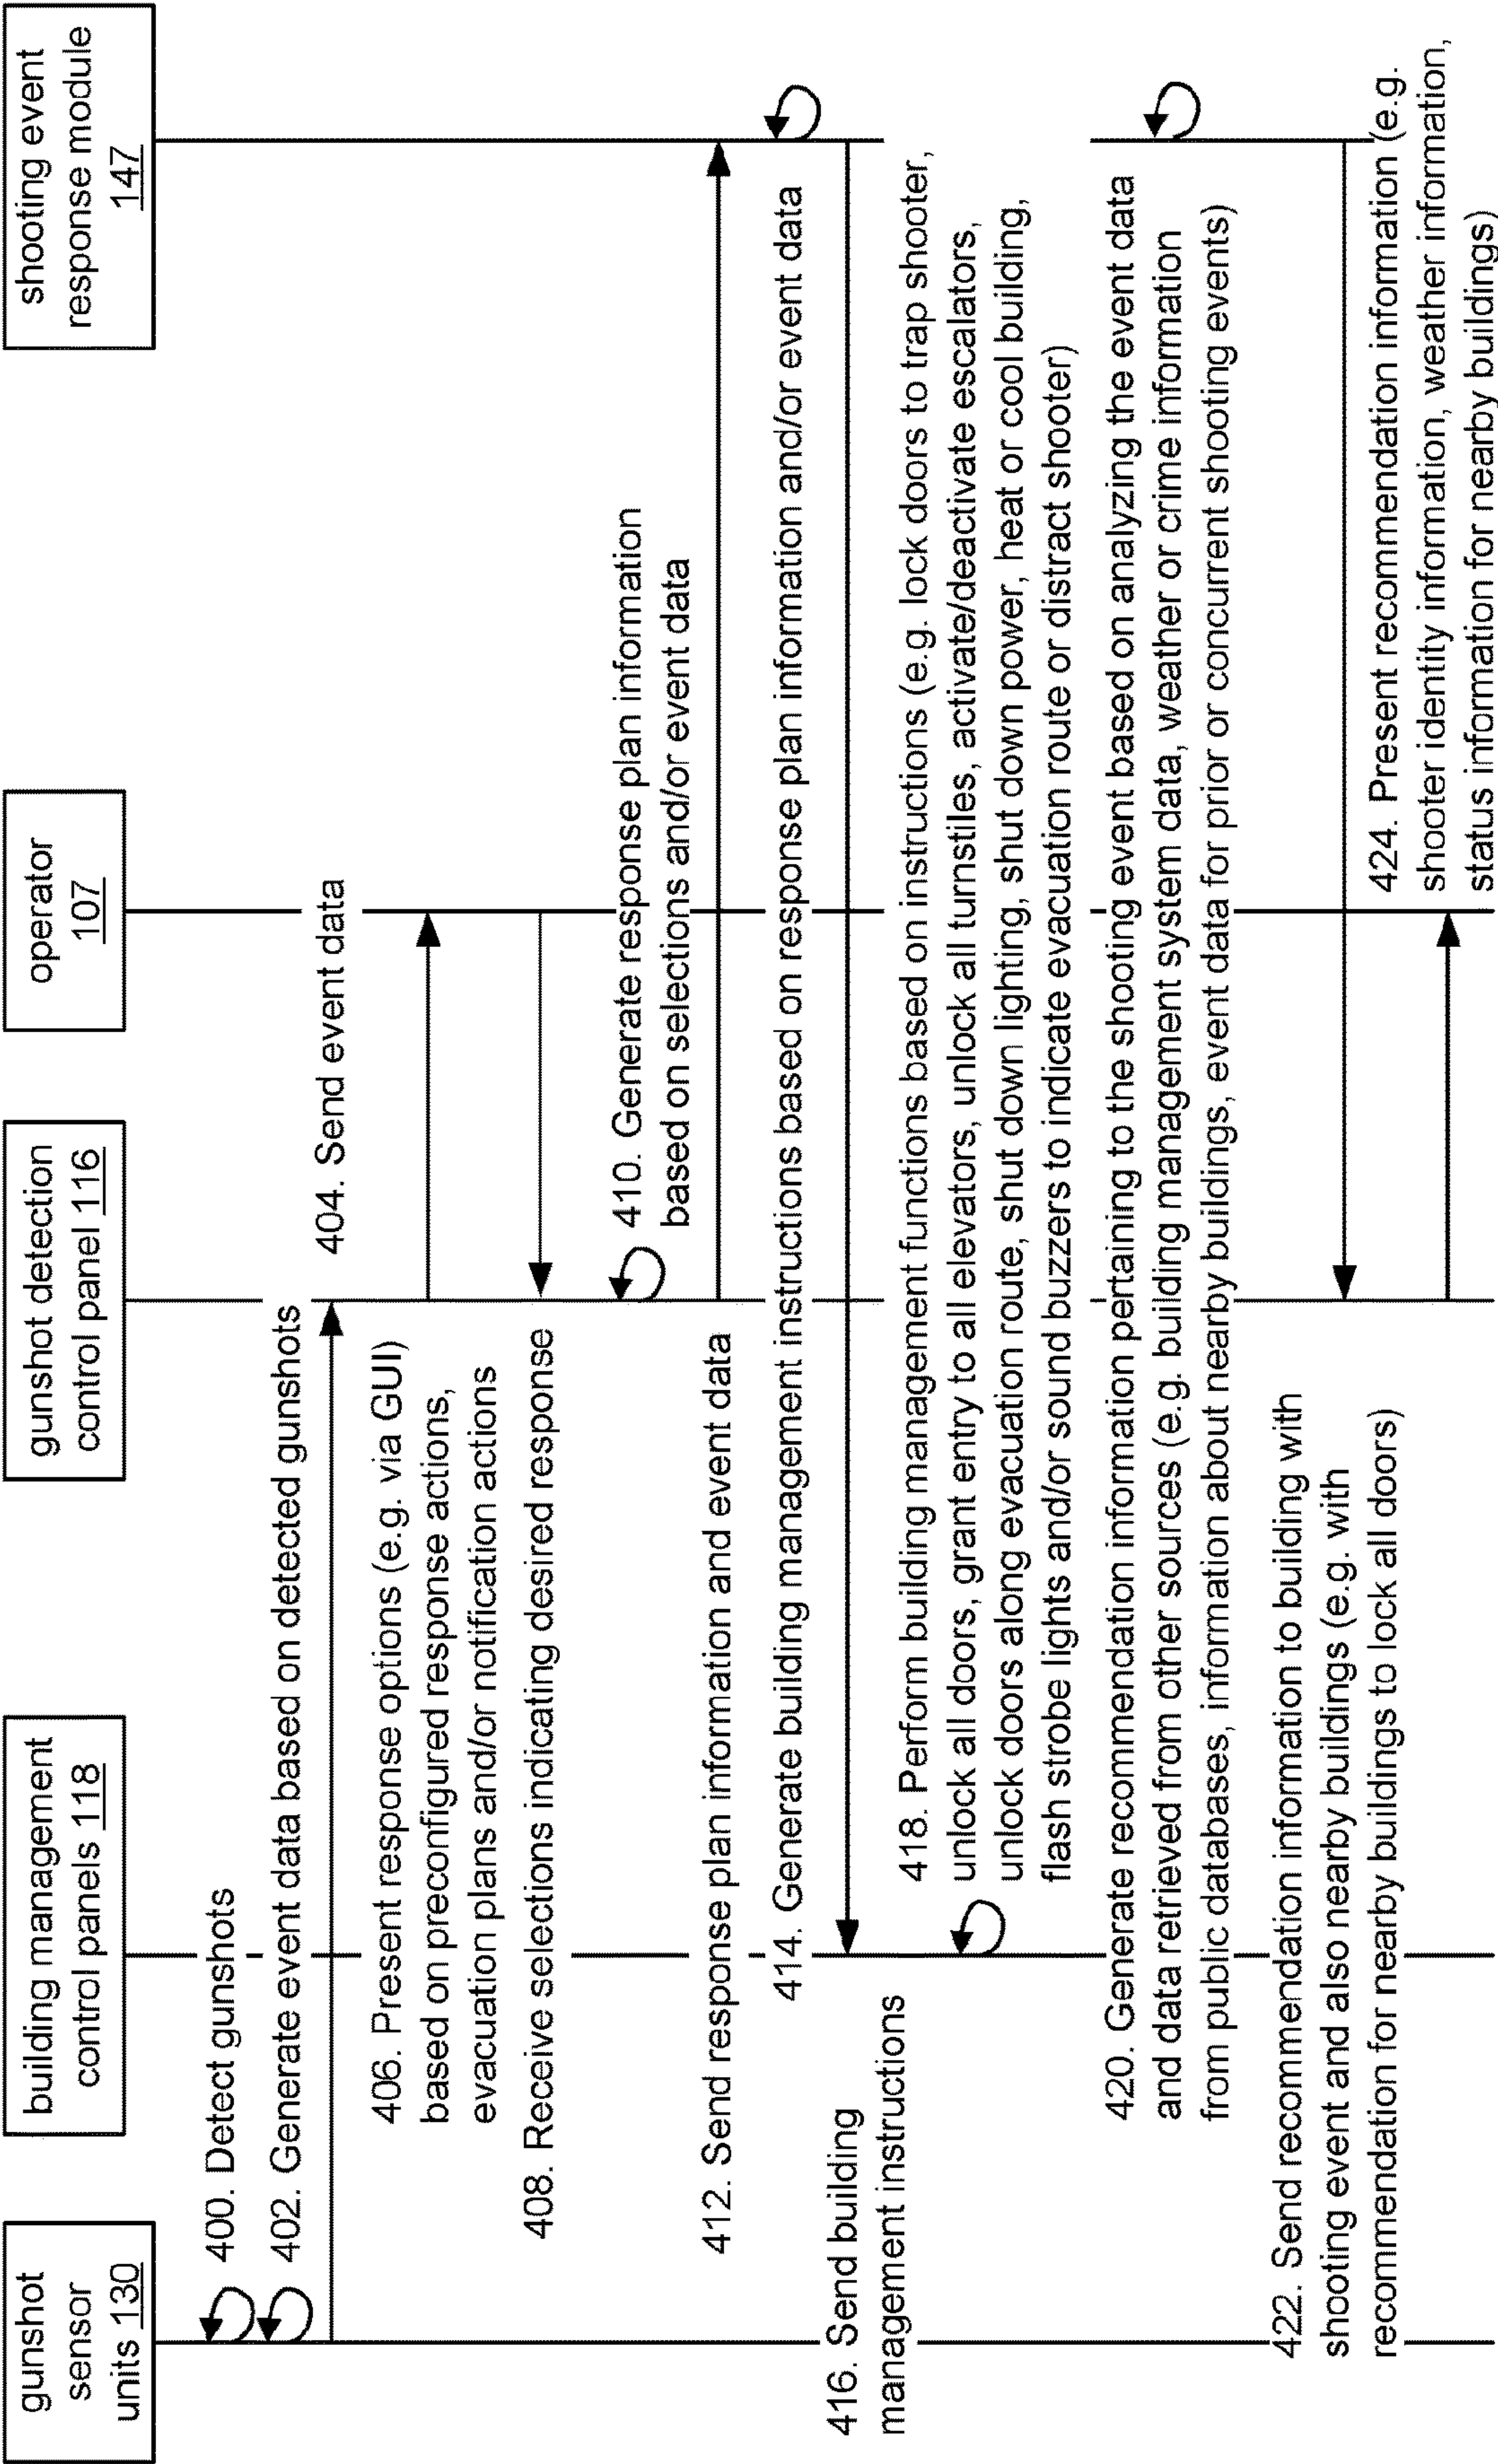 gunshot
sensor
units 130
building management
control panels 118
gunshot detection
control panel 116
operator
107
shooting event
response module
147
400. Detect gunshots
402. Generate event data based on detected gunshots
404. Send event data
406. Present response options (e.g. via GUI)
based on preconfigured response actions,
evacuation plans and/or notification actions
408. Receive selections indicating desired response
410. Generate response plan information
based on selections and/or event data
412. Send response plan information and event data
414. Generate building management instructions based on response plan information and/or event data
416. Send building
management instructions
418. Perform building management functions based on instructions (e.g. lock doors to trap shooter,
unlock all doors, grant entry to all elevators, unlock all turnstiles, activate/deactivate escalators,
unlock doors along evacuation route, shut down lighting, shut down power, heat or cool building,
flash strobe lights and/or sound buzzers to indicate evacuation route or distract shooter)
420. Generate recommendation information pertaining to the shooting event based on analyzing the event data
and data retrieved from other sources (e.g. building management system data, weather or crime information
from public databases, information about nearby buildings, event data for prior or concurrent shooting events)
422. Send recommendation information to building with
shooting event and also nearby buildings (e.g. with
recommendation for nearby buildings to lock all doors)
424. Present recommendation information (e.g.
shooter identity information, weather information,
status information for nearby buildings)